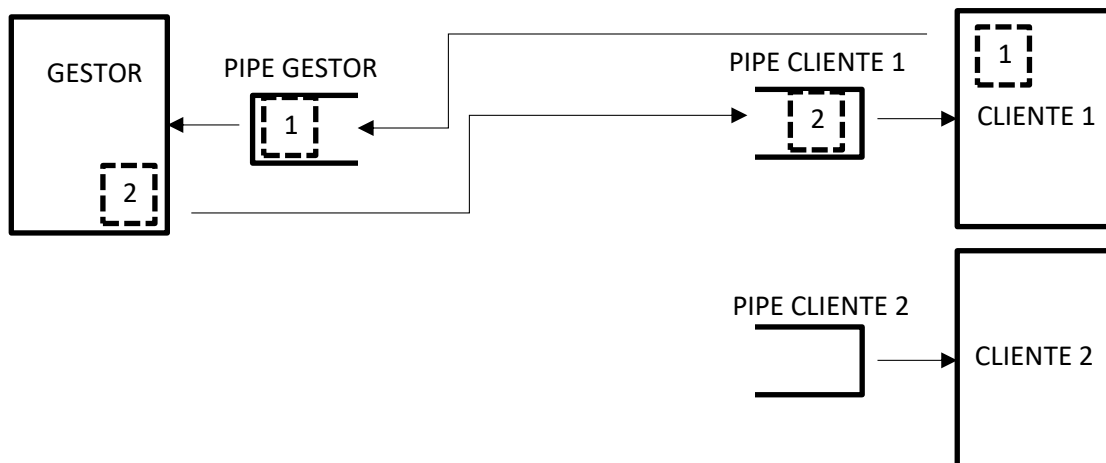 GESTOR
2
PIPE GESTOR
1
PIPE CLIENTE 1
2
1
CLIENTE 1
PIPE CLIENTE 2
CLIENTE 2